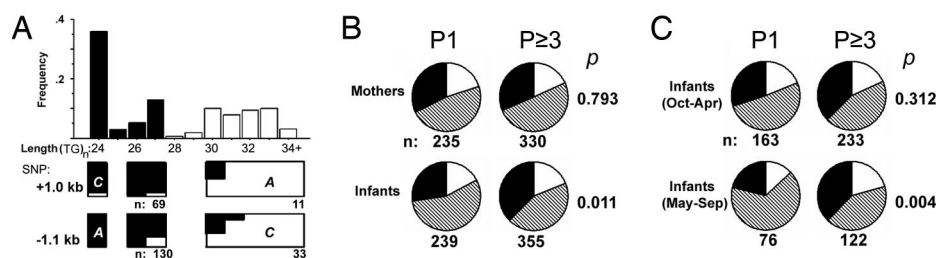 A
.4
.2
Frequency
Length(TG)n:24 26 28 30 32 34+
SNP:
+1.0 kb
C
A
n: 69
11
-1.1 kb
A
C
n: 130
33
B
P1 P≥3
p
Mothers
0.793
n: 235 330
Infants
0.011
239 355
C
P1 P≥3
p
Infants
(Oct-Apr)
0.312
n: 163 233
Infants
(May-Sep)
0.004
76 122